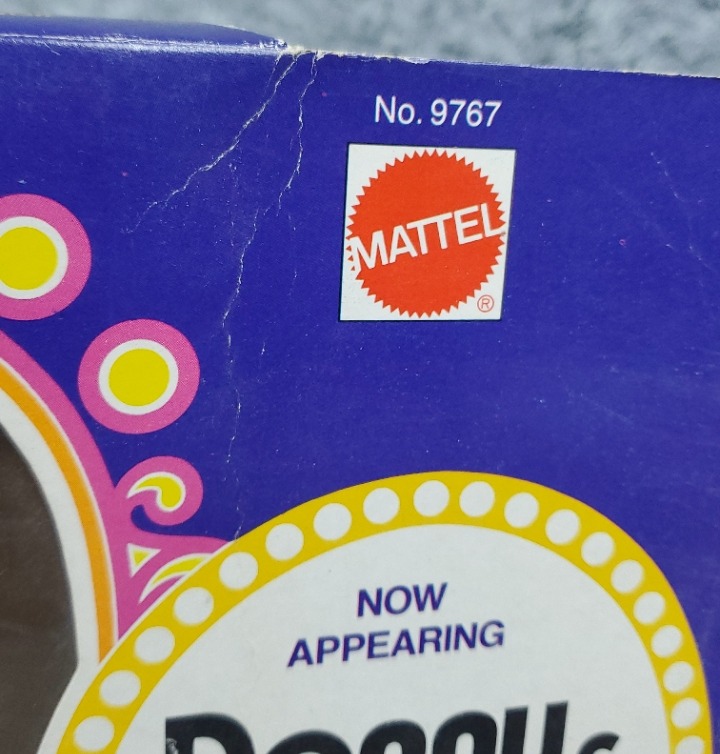 No. 9767
MATTEL
®
NOW
APPEARING